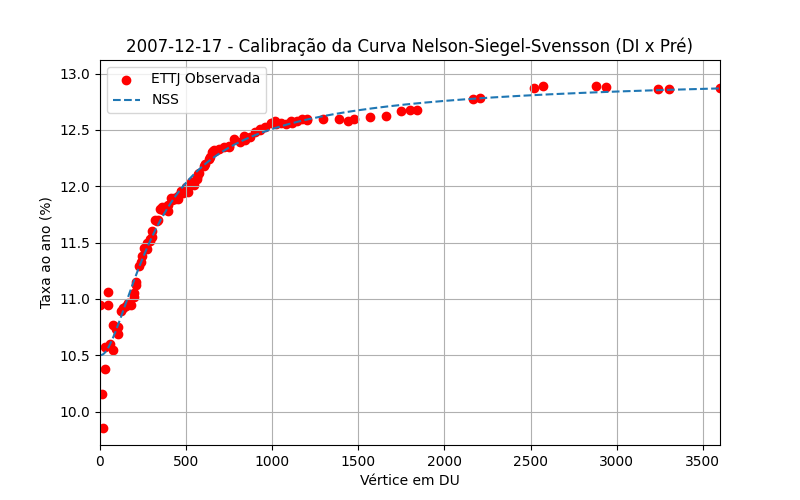 2007-12-17 - Calibração da Curva Nelson-Siegel-Svensson (DI x Pré)
ETTJ Observada
NSS
Taxa ao ano (%)
13.0
12.5
12.0
11.5
11.0
10.5
10.0
0 500 1000 1500 2000 2500 3000 3500
Vértice em DU